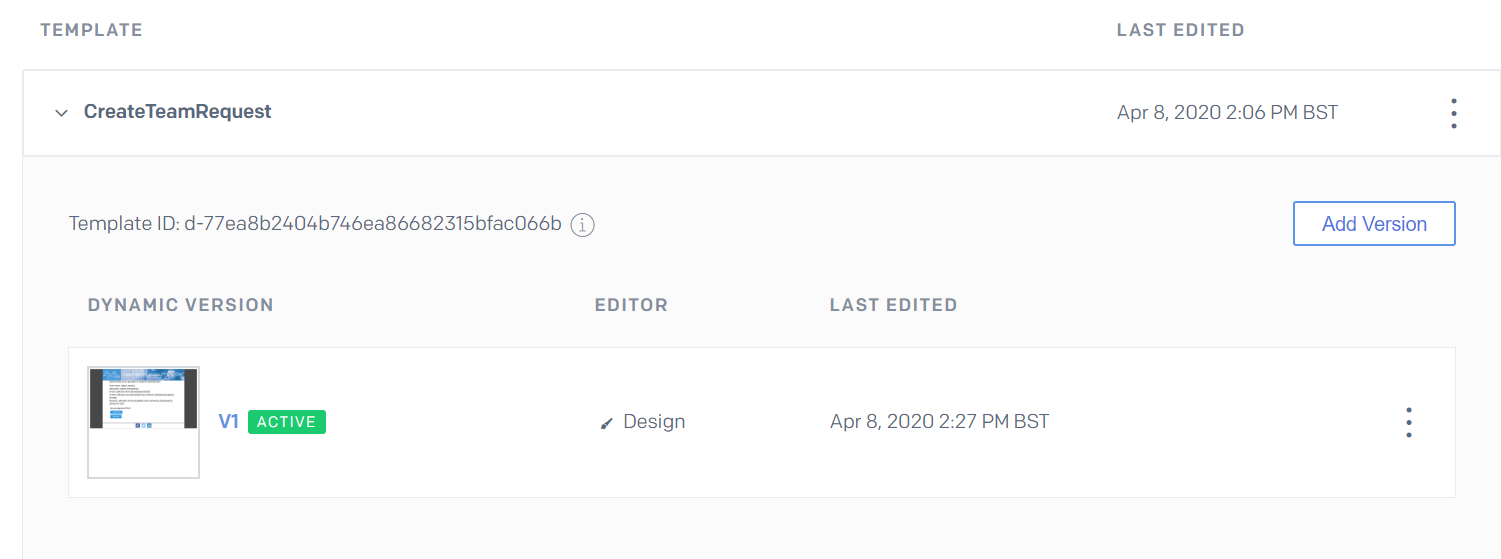 TEMPLATE LAST EDITED
CreateTeamRequest Apr 8, 2020 2:06 PM BST
Template ID: d-77ea8b2404b746ea86682315bfac066b Add Version
DYNAMIC VERSION EDITOR LAST EDITED
V1 ACTIVE Design Apr 8, 2020 2:27 PM BST